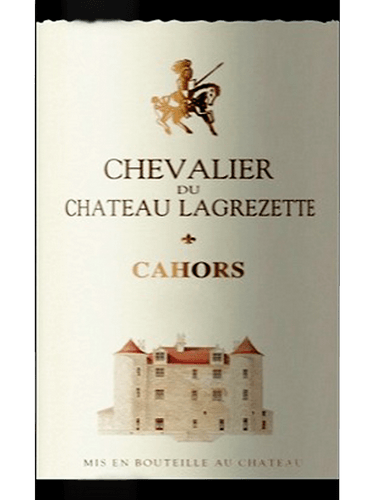 CHEVALIER
DU
CHATEAU LAGREZETTE
CAHORS
MIS EN BOUTEILLE AU CHATEAU